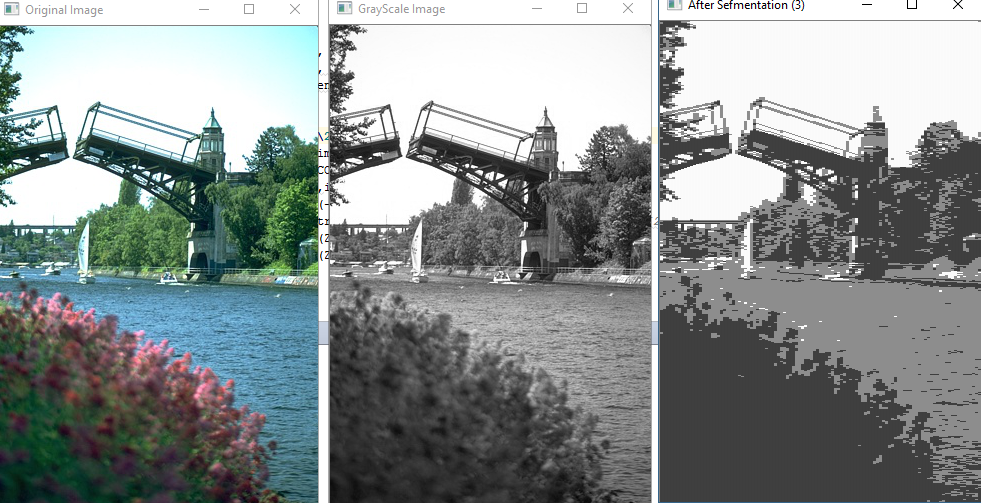 Original Image
GrayScale Image
After Sefmentation (3)